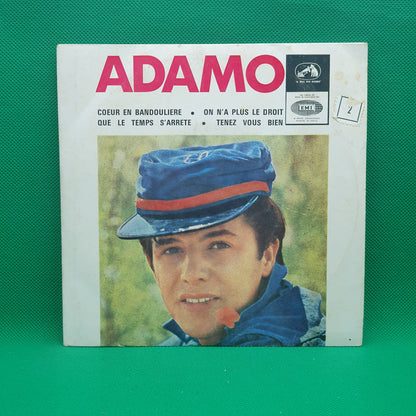 ADAMO
COEUR EN BANDOULIERE • ON N'A PLUS LE DROIT
QUE LE TEMPS S'ARRETE • TENEZ VOUS BIEN
EMI
2